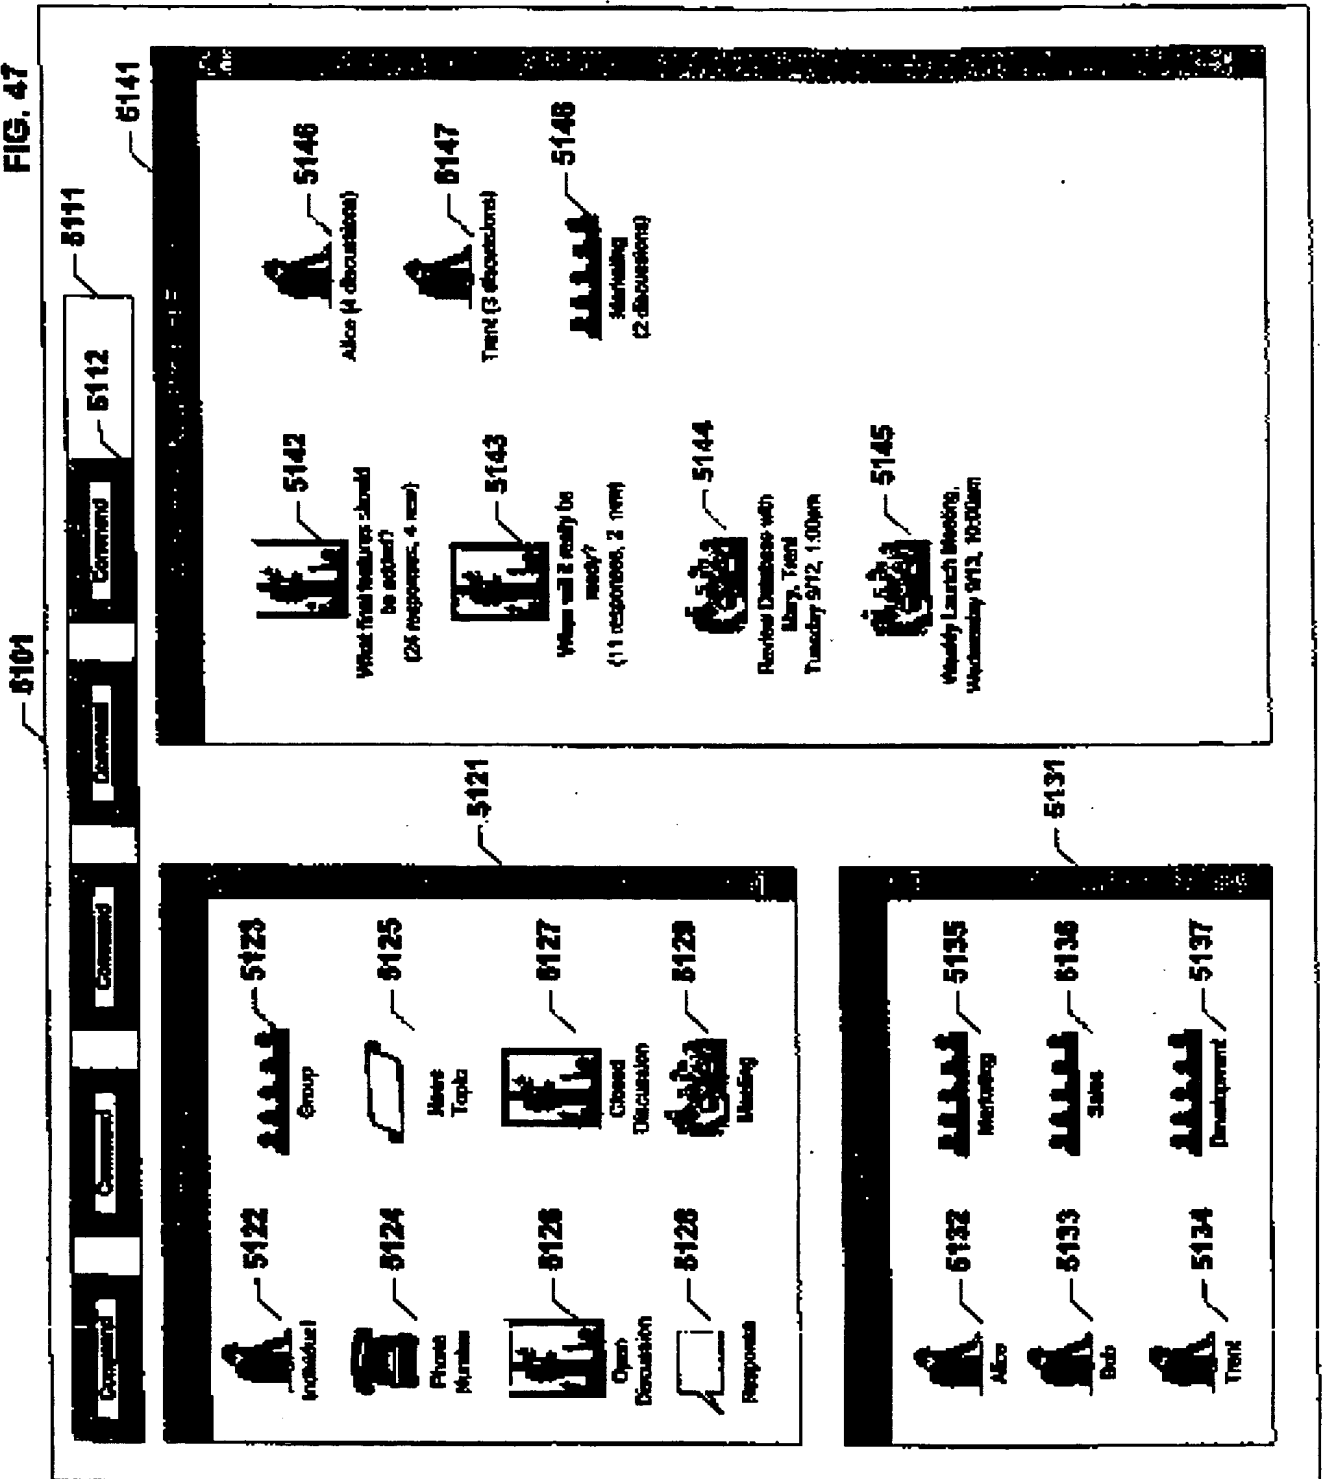 FIG. 47
5101
Command
Command
Command
Command
Command
5112
5111
5121
5122
Individual
5123
Group
5124
Phone
Number
5125
News
Topic
5126
Open
Discussion
5127
Closed
Discussion
5128
Response
5129
Meeting
5131
5132
Alice
5135
Marketing
5133
Bob
5136
Sales
5134
Trent
5137
Development
5141
5142
What final features should
be added?
(24 responses, 4 new)
5143
When will it really be
ready?
(11 responses, 2 new)
5144
Review Database with
Mary, Trent
Tuesday 9/12, 1:00pm
5145
Weekly Launch Meeting,
Wednesday 9/13, 10:00am
5146
Alice (4 discussions)
5147
Trent (3 discussions)
5148
Marketing
(2 discussions)